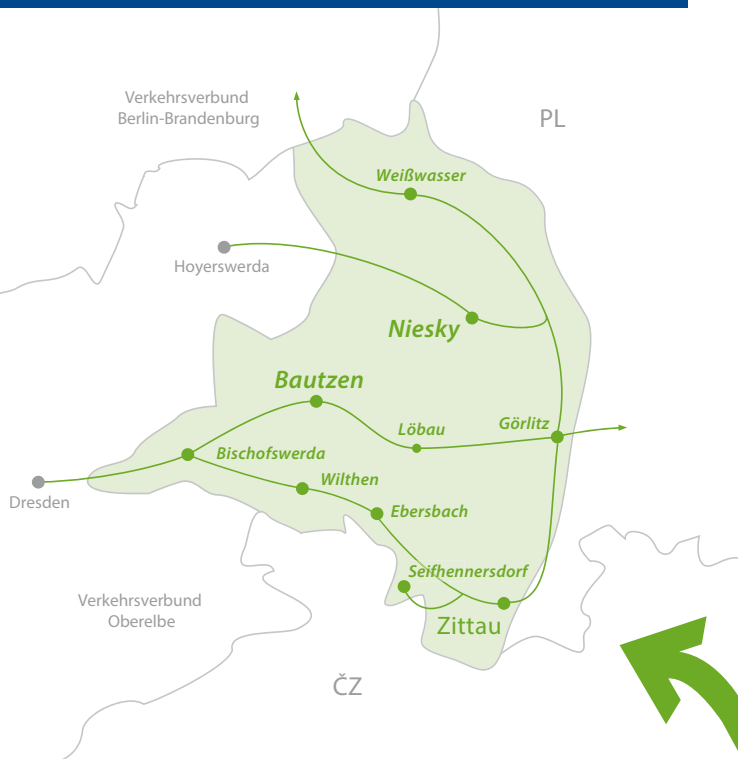 Verkehrsverbund
Berlin-Brandenburg
PL
Weißwasser
Hoyerswerda
Niesky
Bautzen
Görlitz
Löbau
Bischofswerda
Wilthen
Dresden
Ebersbach
Seifhennersdorf
Verkehrsverbund
Oberelbe
Zittau
ČZ